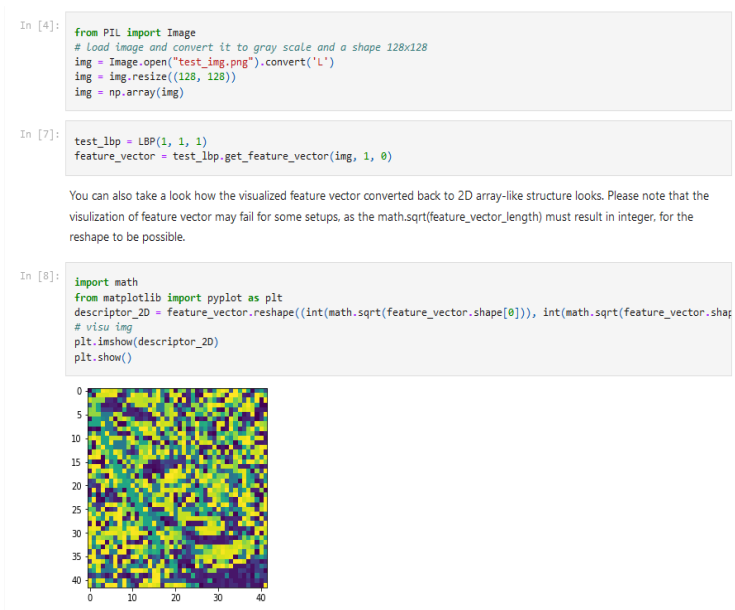 In [4]:
from PIL import Image
# load image and convert it to gray scale and a shape 128x128
img = Image.open("test_img.png").convert('L')
img = img.resize((128, 128))
img = np.array(img)
In [7]:
test_lbp = LBP(1, 1, 1)
feature_vector = test_lbp.get_feature_vector(img, 1, 0)
You can also take a look how the visualized feature vector converted back to 2D array-like structure looks. Please note that the
visulization of feature vector may fail for some setups, as the math.sqrt(feature_vector_length) must result in integer, for the
reshape to be possible.
In [8]:
import math
from matplotlib import pyplot as plt
descriptor_2D = feature_vector.reshape((int(math.sqrt(feature_vector.shape[0])), int(math.sqrt(feature_vector.shap
# visu img
plt.imshow(descriptor_2D)
plt.show()
0
5
10
15
20
25
30
35
40
0 10 20 30 40